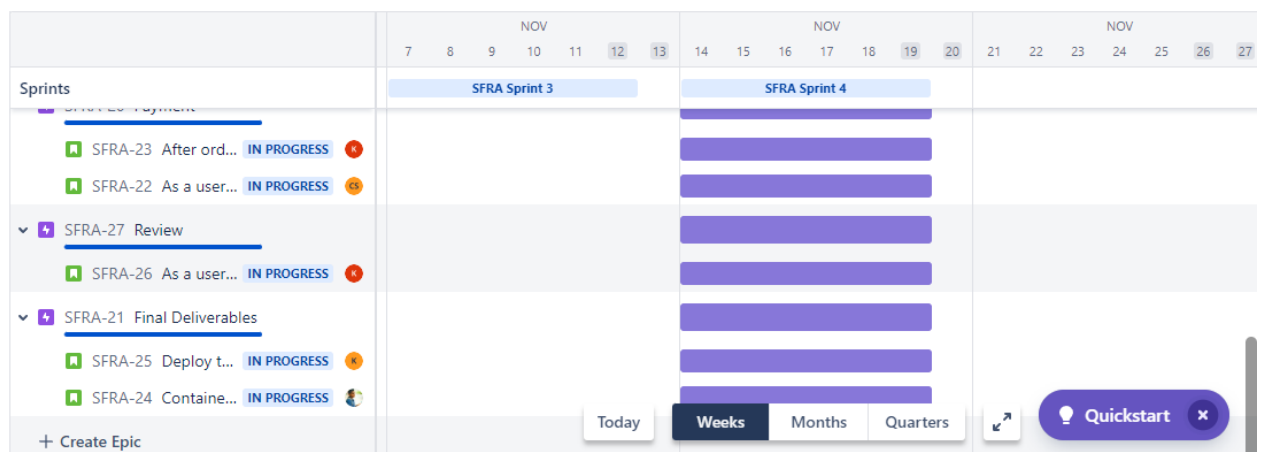 NOV NOV NOV
7 8 9 10 11 12 13 14 15 16 17 18 19 20 21 22 23 24 25 26 27
Sprints SFRA Sprint 3 SFRA Sprint 4
SFRA-20 Payment
SFRA-23 After ord... IN PROGRESS K
SFRA-22 As a user... IN PROGRESS CS
SFRA-27 Review
SFRA-26 As a user... IN PROGRESS K
SFRA-21 Final Deliverables
SFRA-25 Deploy t... IN PROGRESS K
SFRA-24 Containe... IN PROGRESS
Today Weeks Months Quarters Quickstart
+ Create Epic